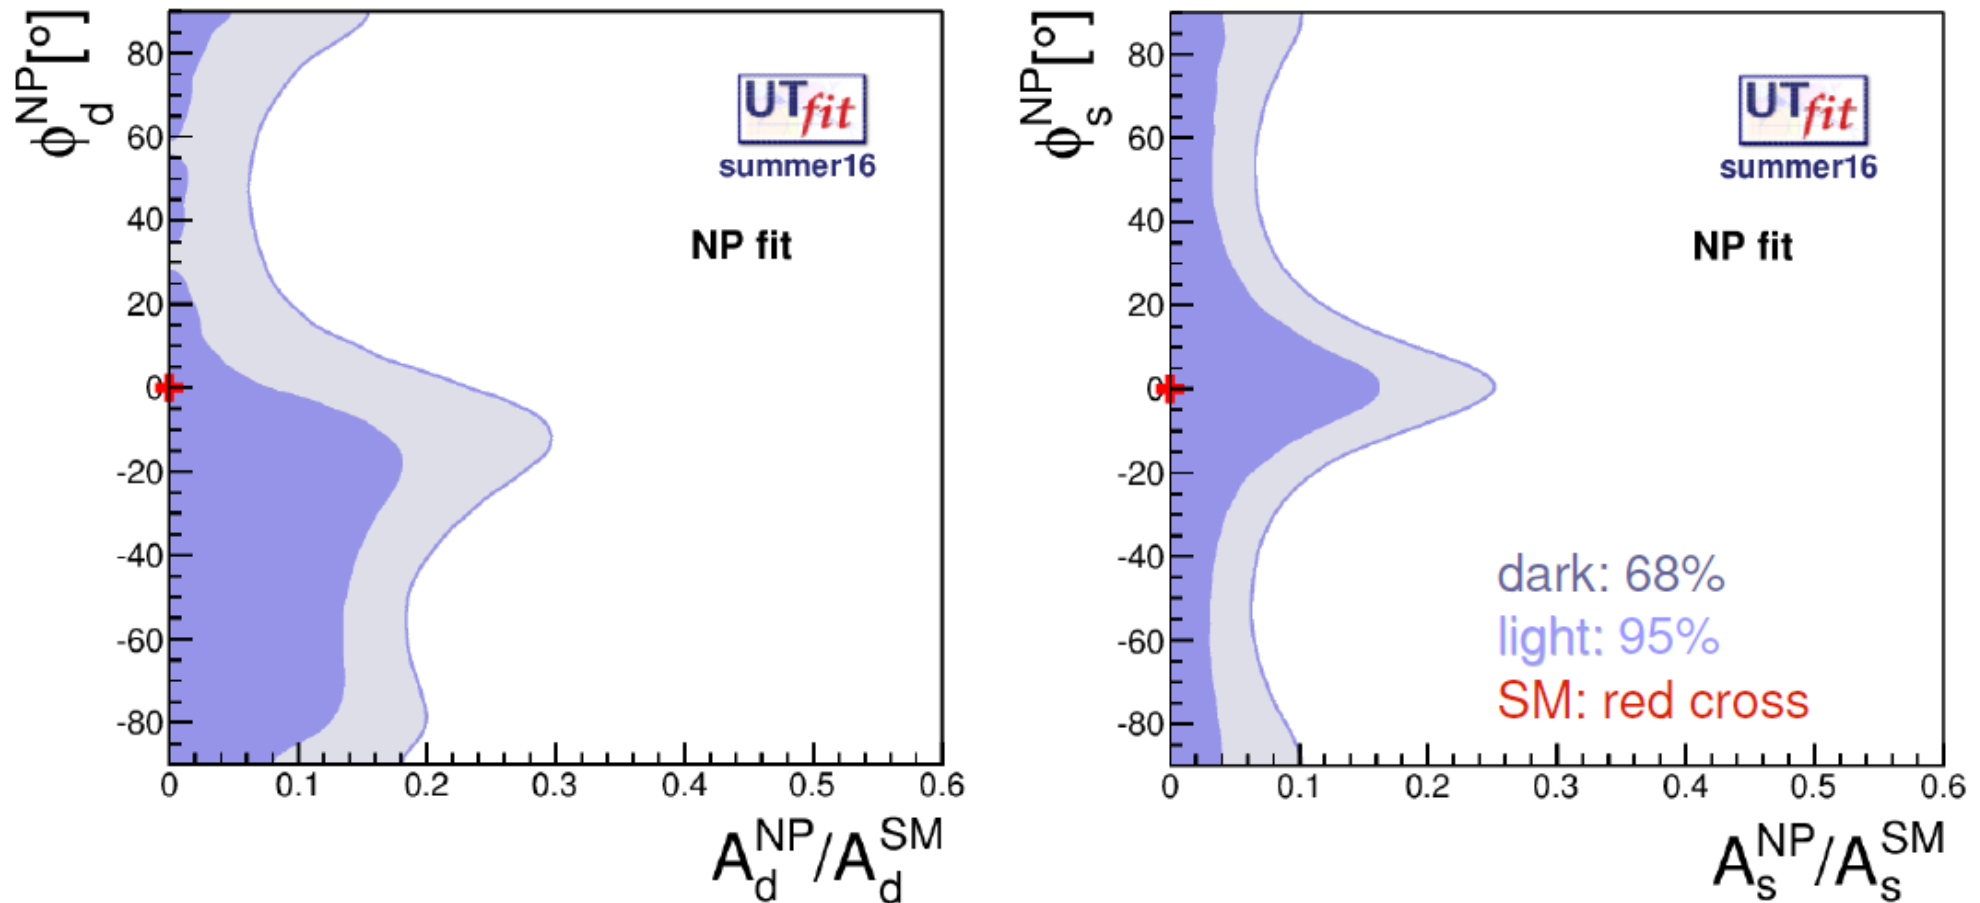 ϕ_d^NP[°]
80
60
40
20
0
-20
-40
-60
-80
0 0.1 0.2 0.3 0.4 0.5 0.6
A_d^NP/A_d^SM
UTfit
summer16
NP fit
ϕ_s^NP[°]
80
60
40
20
0
-20
-40
-60
-80
0 0.1 0.2 0.3 0.4 0.5 0.6
A_s^NP/A_s^SM
UTfit
summer16
NP fit
dark: 68%
light: 95%
SM: red cross